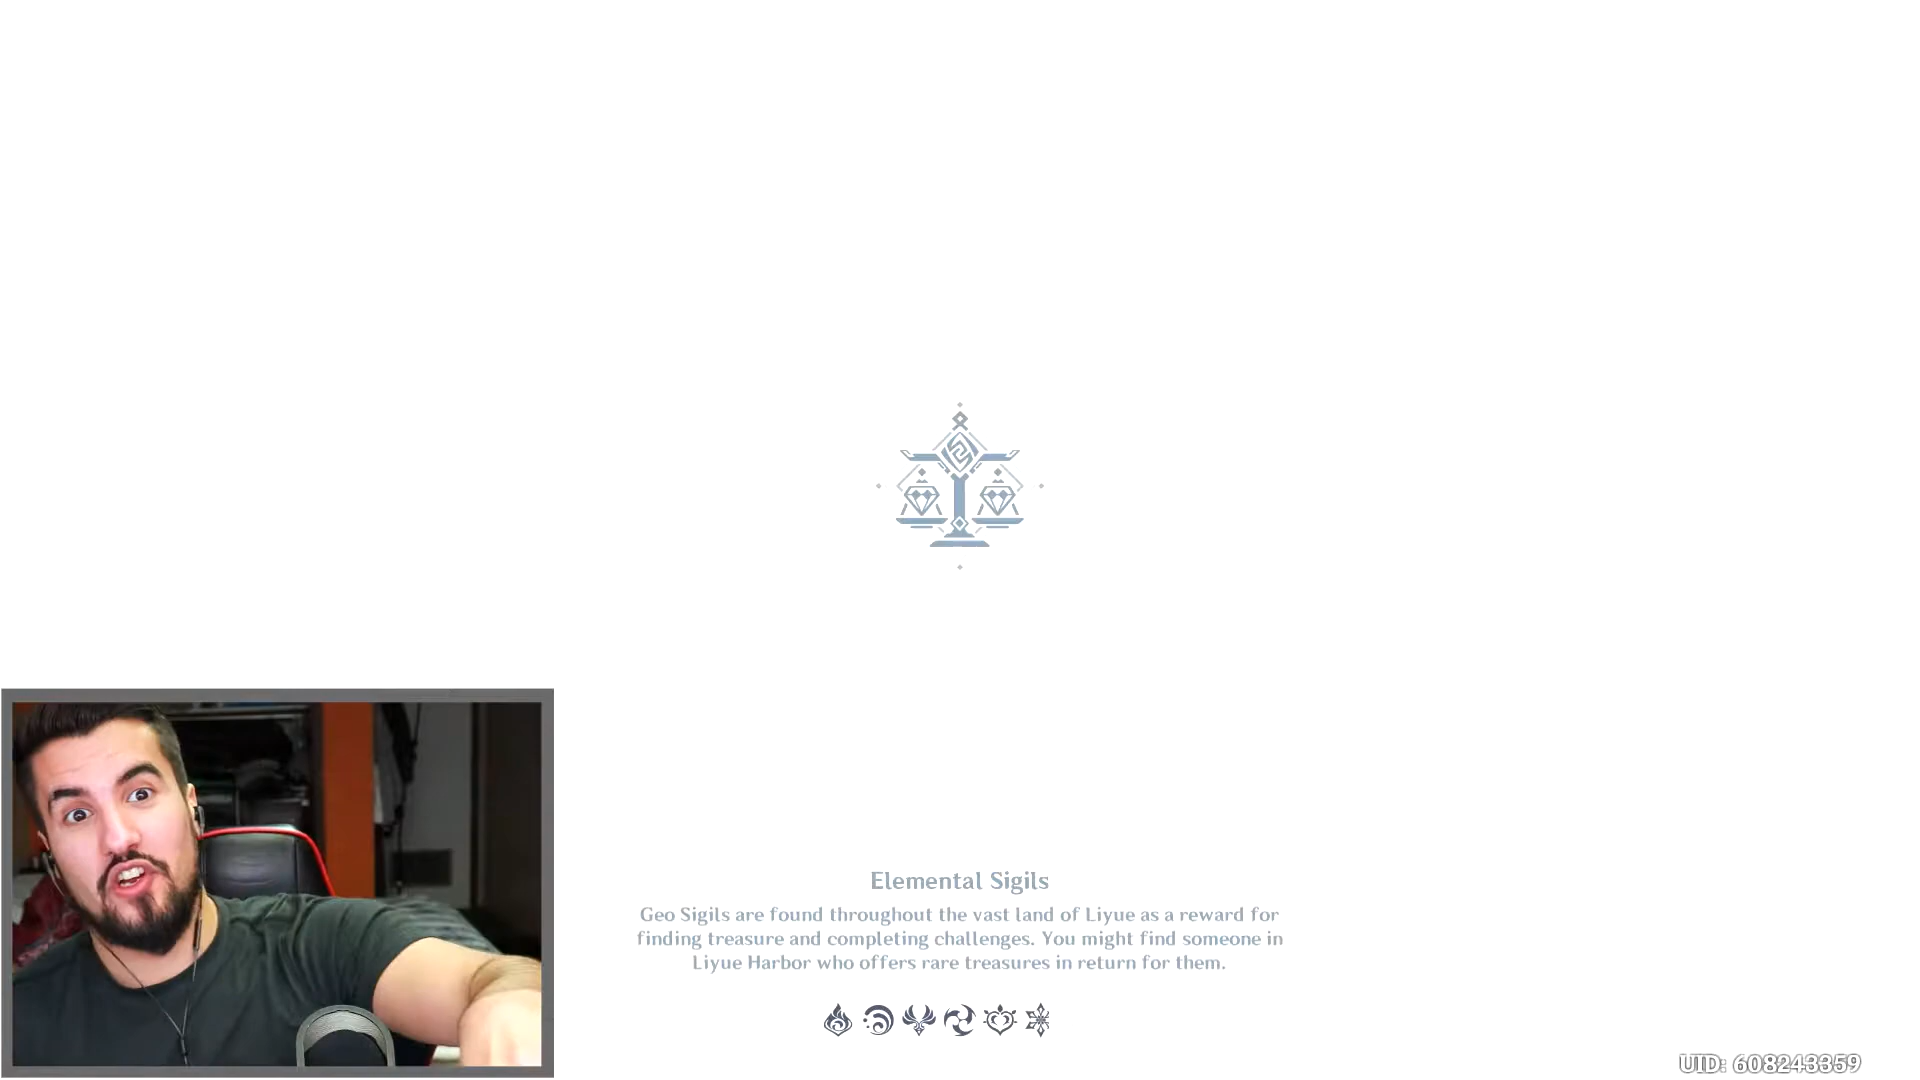 Elemental Sigils
Geo Sigils are found throughout the vast land of Liyue as a reward for
finding treasure and completing challenges. You might find someone in
Liyue Harbor who offers rare treasures in return for them.
UID: 608243359